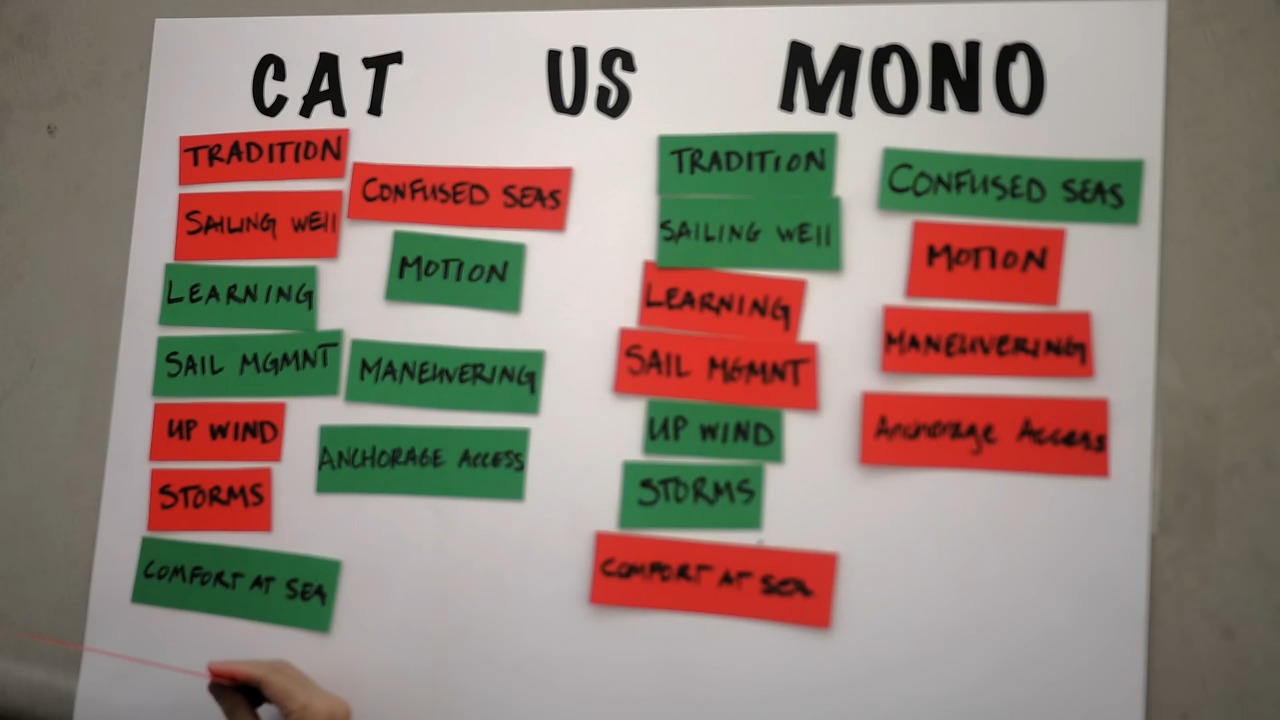 CAT US MONO
TRADITION
SAILING WEll
LEARNING
SAIL MGMNT
UP WIND
STORMS
COMFORT AT SEA
CONFUSED SEAS
MOTION
MANEUVERING
ANCHORAGE ACCESS
TRADITION
SAILING WEll
LEARNING
SAIL MGMNT
UP WIND
STORMS
COMFORT AT SEA
CONFUSED SEAS
MOTION
MANEUVERING
Anchorage Access